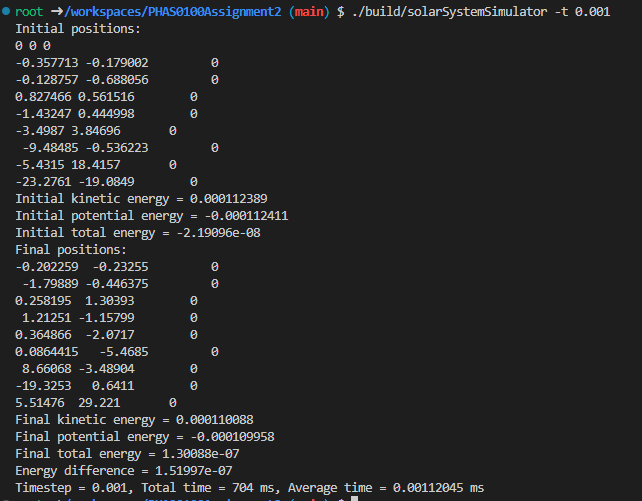 root ➜ /workspaces/PHAS0100Assignment2 (main) $ ./build/solarSystemSimulator -t 0.001
Initial positions:
0 0 0
-0.357713 -0.179002 0
-0.128757 -0.688056 0
0.827466 0.561516 0
-1.43247 0.444998 0
-3.4987 3.84696 0
-9.48485 -0.536223 0
-5.4315 18.4157 0
-23.2761 -19.0849 0
Initial kinetic energy = 0.000112389
Initial potential energy = -0.000112411
Initial total energy = -2.19096e-08
Final positions:
-0.202259 -0.23255 0
-1.79889 -0.446375 0
0.258195 1.30393 0
1.21251 -1.15799 0
0.364866 -2.0717 0
0.0864415 -5.4685 0
8.66068 -3.48904 0
-19.3253 0.6411 0
5.51476 29.221 0
Final kinetic energy = 0.000110088
Final potential energy = -0.000109958
Final total energy = 1.30088e-07
Energy difference = 1.51997e-07
Timestep = 0.001, Total time = 704 ms, Average time = 0.00112045 ms